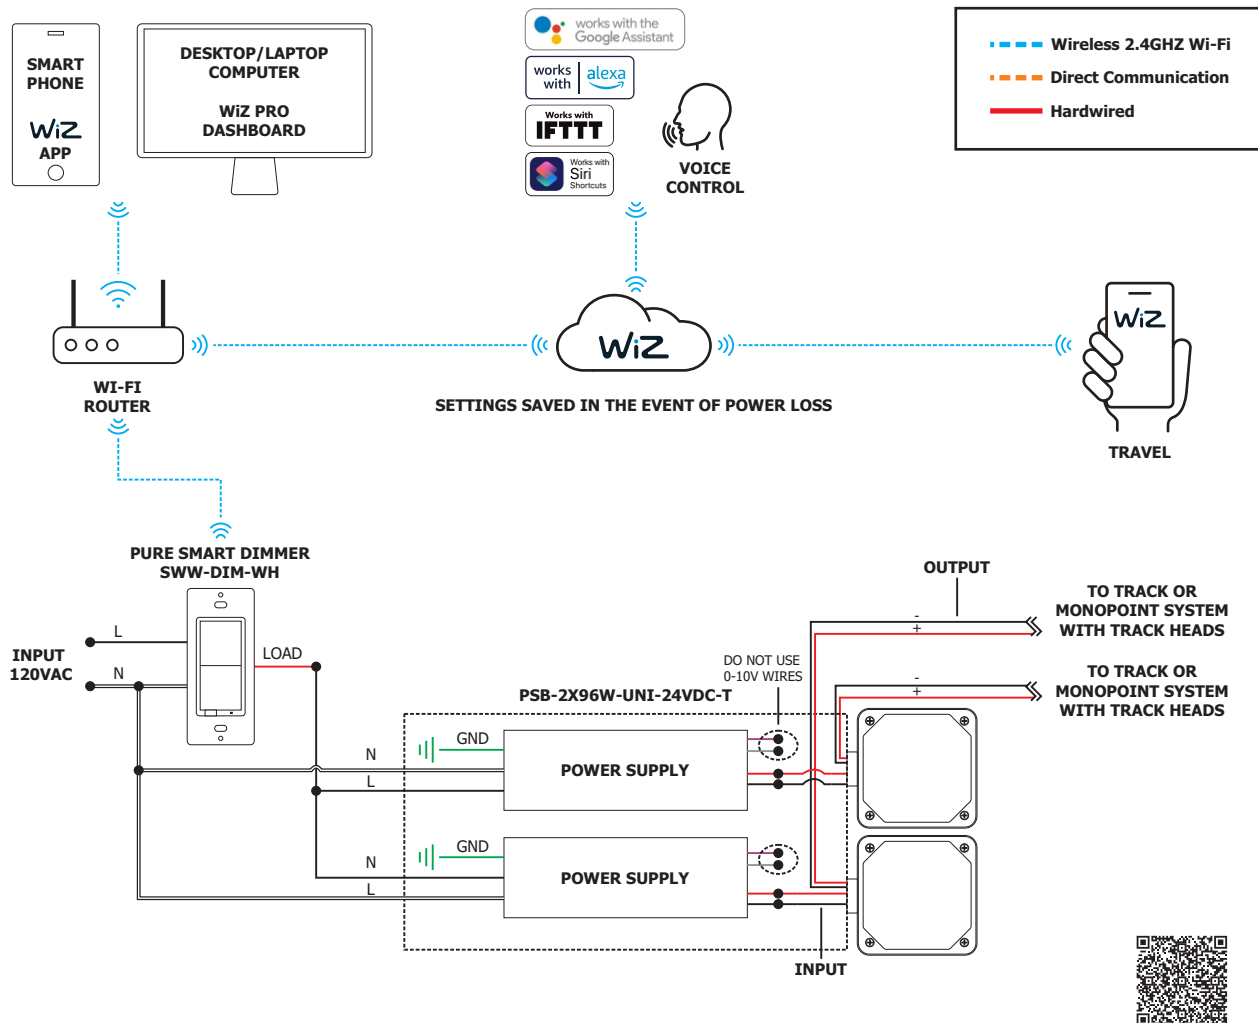 SMART
PHONE
WiZ
APP
DESKTOP/LAPTOP
COMPUTER
WiZ PRO
DASHBOARD
works with the
Google Assistant
works
with
alexa
Works with
IFTTT
Works with
Siri
Shortcuts
VOICE
CONTROL
Wireless 2.4GHZ Wi-Fi
Direct Communication
Hardwired
WI-FI
ROUTER
WiZ
SETTINGS SAVED IN THE EVENT OF POWER LOSS
WiZ
TRAVEL
PURE SMART DIMMER
SWW-DIM-WH
INPUT
120VAC
L
N
LOAD
OUTPUT
-
+
TO TRACK OR
MONOPOINT SYSTEM
WITH TRACK HEADS
DO NOT USE
0-10V WIRES
-
+
TO TRACK OR
MONOPOINT SYSTEM
WITH TRACK HEADS
PSB-2X96W-UNI-24VDC-T
N
GND
L
POWER SUPPLY
N
GND
L
POWER SUPPLY
INPUT